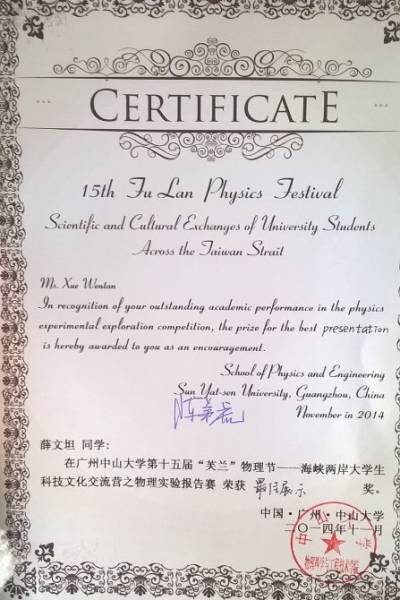 CERTIFICATE
15th Fu Lan Physics Festival
Scientific and Cultural Exchanges of University Students
Across the Taiwan Strait
Ms. Xue Wentan
In recognition of your outstanding academic performance in the physics
experimental exploration competition, the prize for the best presentation
is hereby awarded to you as an encouragement.
School of Physics and Engineering
Sun Yat-sen University, Guangzhou, China
November in 2014
薛文坦 同学:
在广州中山大学第十五届“芙兰”物理节——海峡两岸大学生
科技文化交流营之物理实验报告赛 荣获 最佳展示 奖。
中国·广州·中山大学
二〇一四年十一月